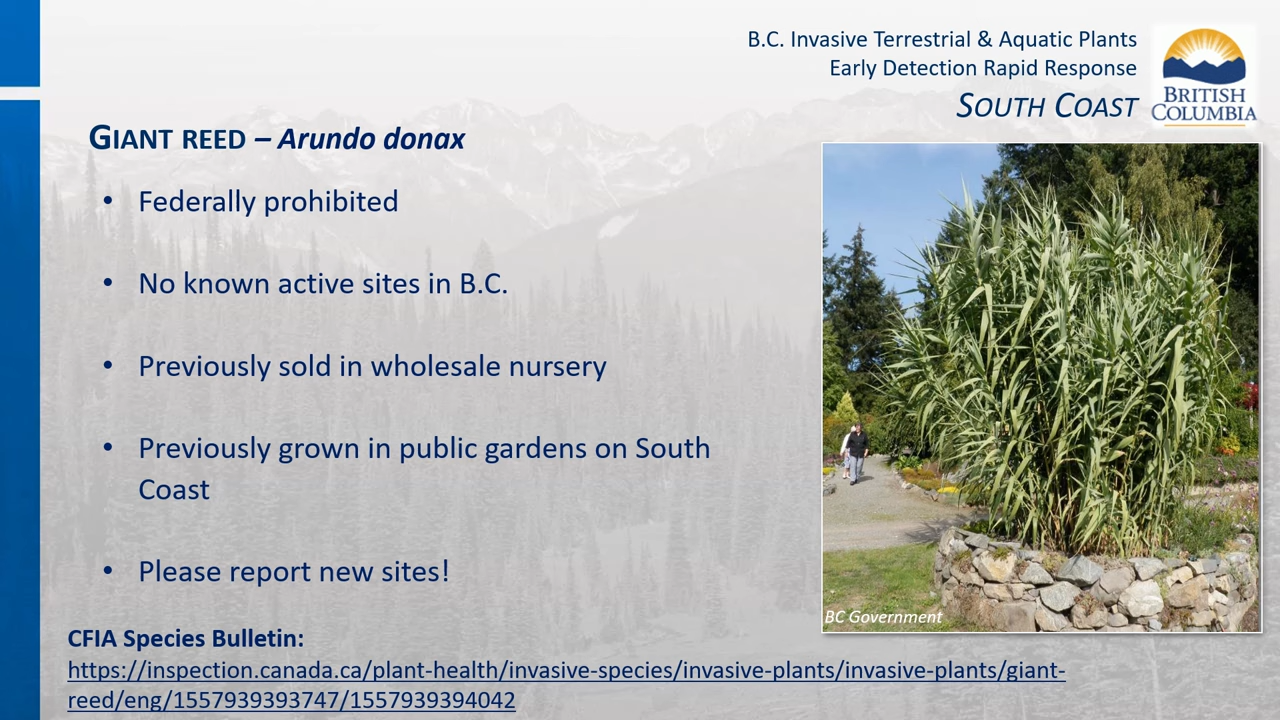 B.C. Invasive Terrestrial & Aquatic Plants
Early Detection Rapid Response
SOUTH COAST
BRITISH
COLUMBIA
GIANT REED – Arundo donax
• Federally prohibited
• No known active sites in B.C.
• Previously sold in wholesale nursery
• Previously grown in public gardens on South
Coast
• Please report new sites!
BC Government
CFIA Species Bulletin:
https://inspection.canada.ca/plant-health/invasive-species/invasive-plants/invasive-plants/giant-
reed/eng/1557939393747/1557939394042